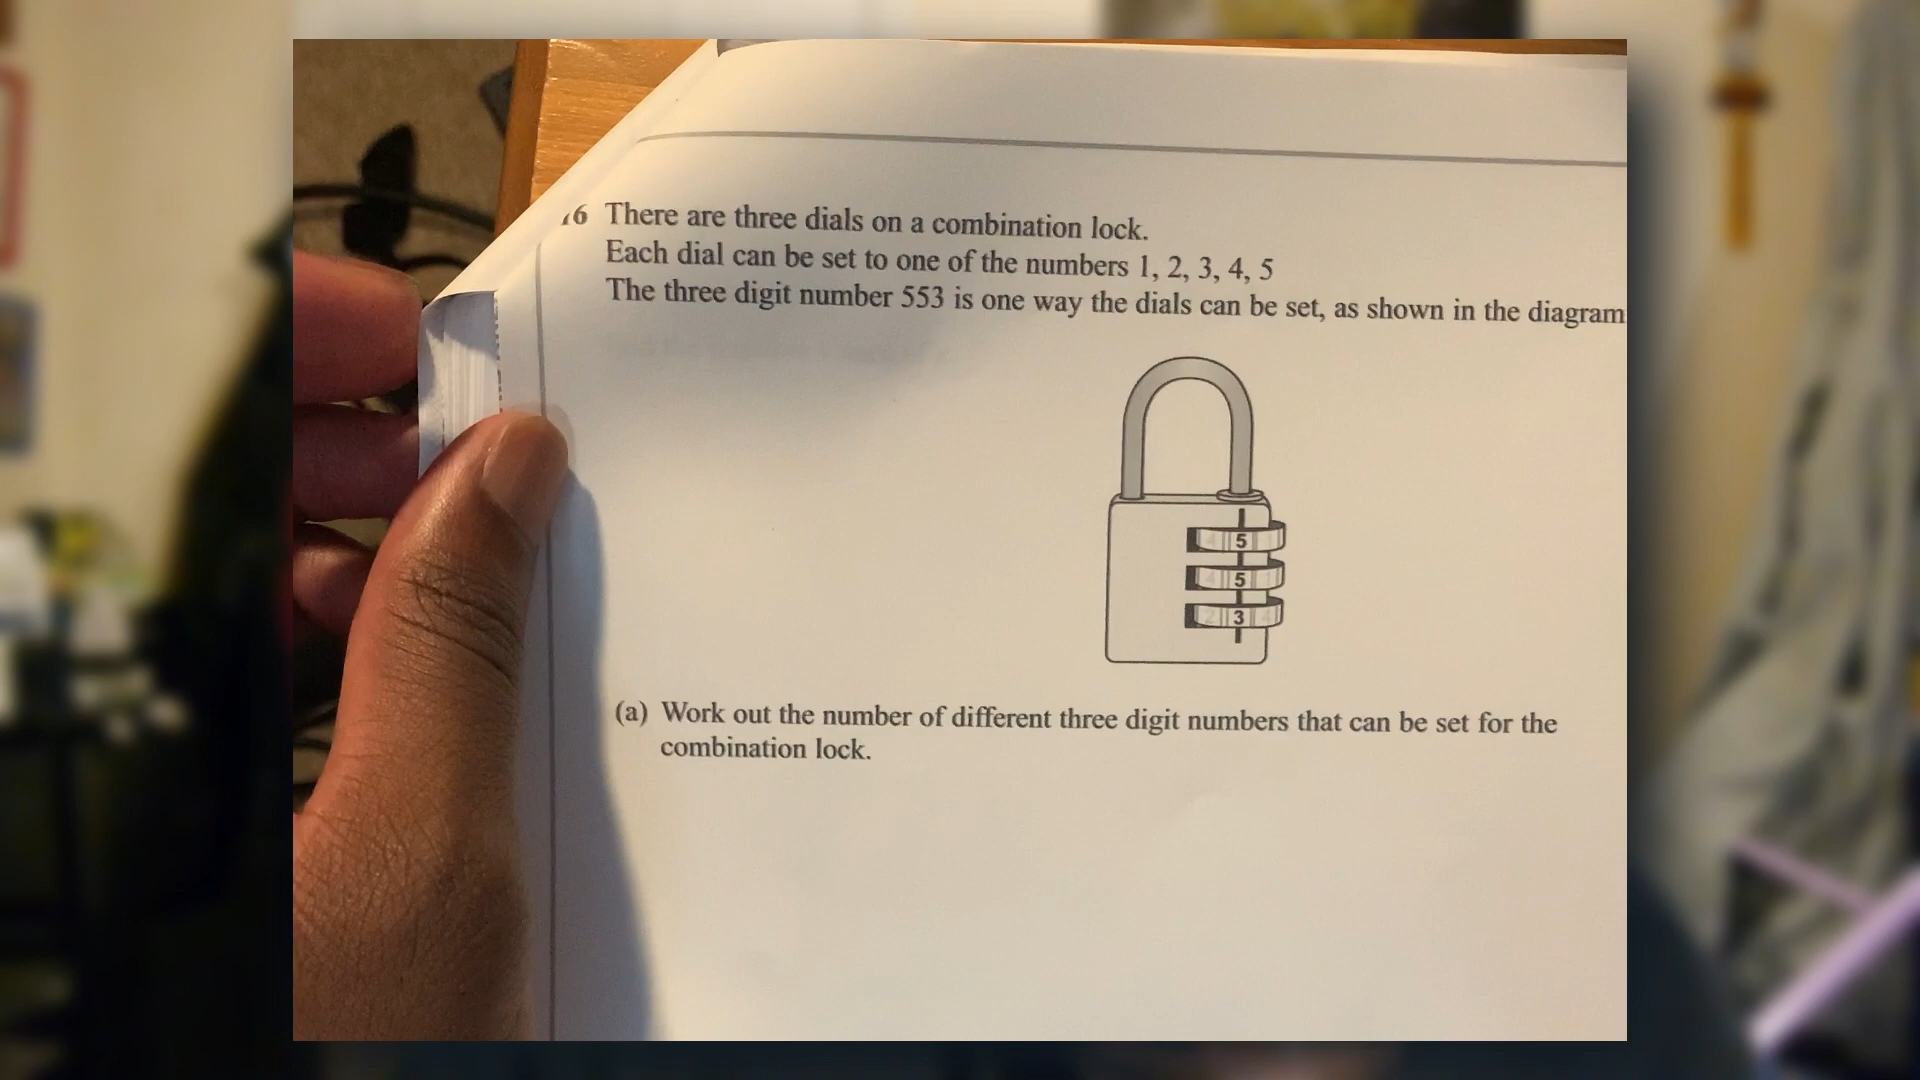 16 There are three dials on a combination lock.
Each dial can be set to one of the numbers 1, 2, 3, 4, 5
The three digit number 553 is one way the dials can be set, as shown in the diagram
5
5
3
(a) Work out the number of different three digit numbers that can be set for the
combination lock.